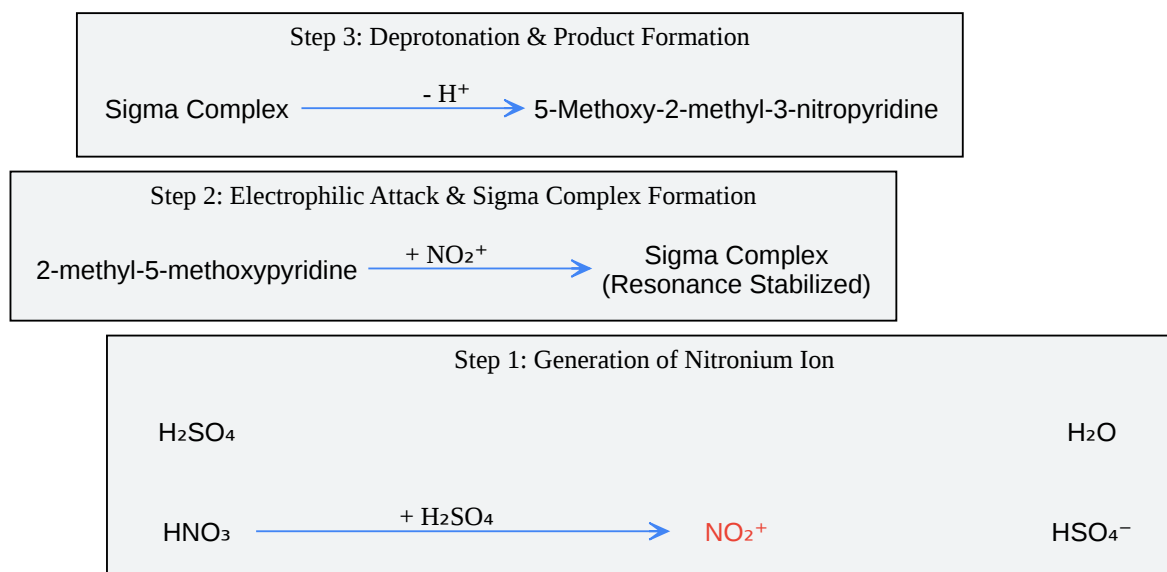 Step 3: Deprotonation & Product Formation
- H⁺
Sigma Complex
5-Methoxy-2-methyl-3-nitropyridine
Step 2: Electrophilic Attack & Sigma Complex Formation
+ NO₂⁺
2-methyl-5-methoxypyridine
Sigma Complex
(Resonance Stabilized)
Step 1: Generation of Nitronium Ion
H₂SO₄
H₂O
+ H₂SO₄
HNO₃
NO₂⁺
HSO₄⁻